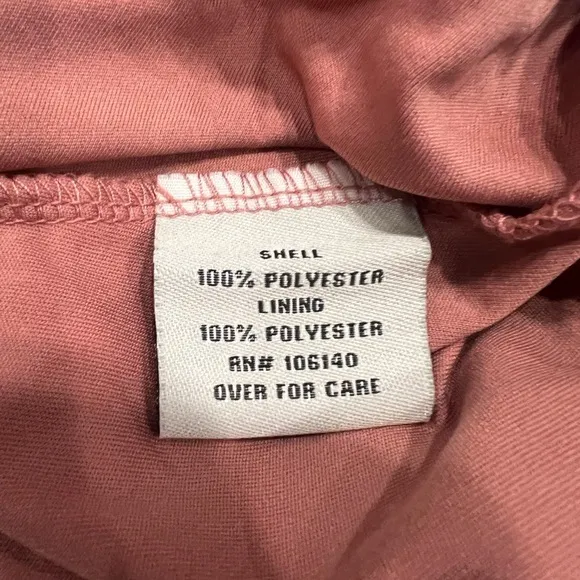 SHELL
100% POLYESTER
LINING
100% POLYESTER
RN# 106140
OVER FOR CARE